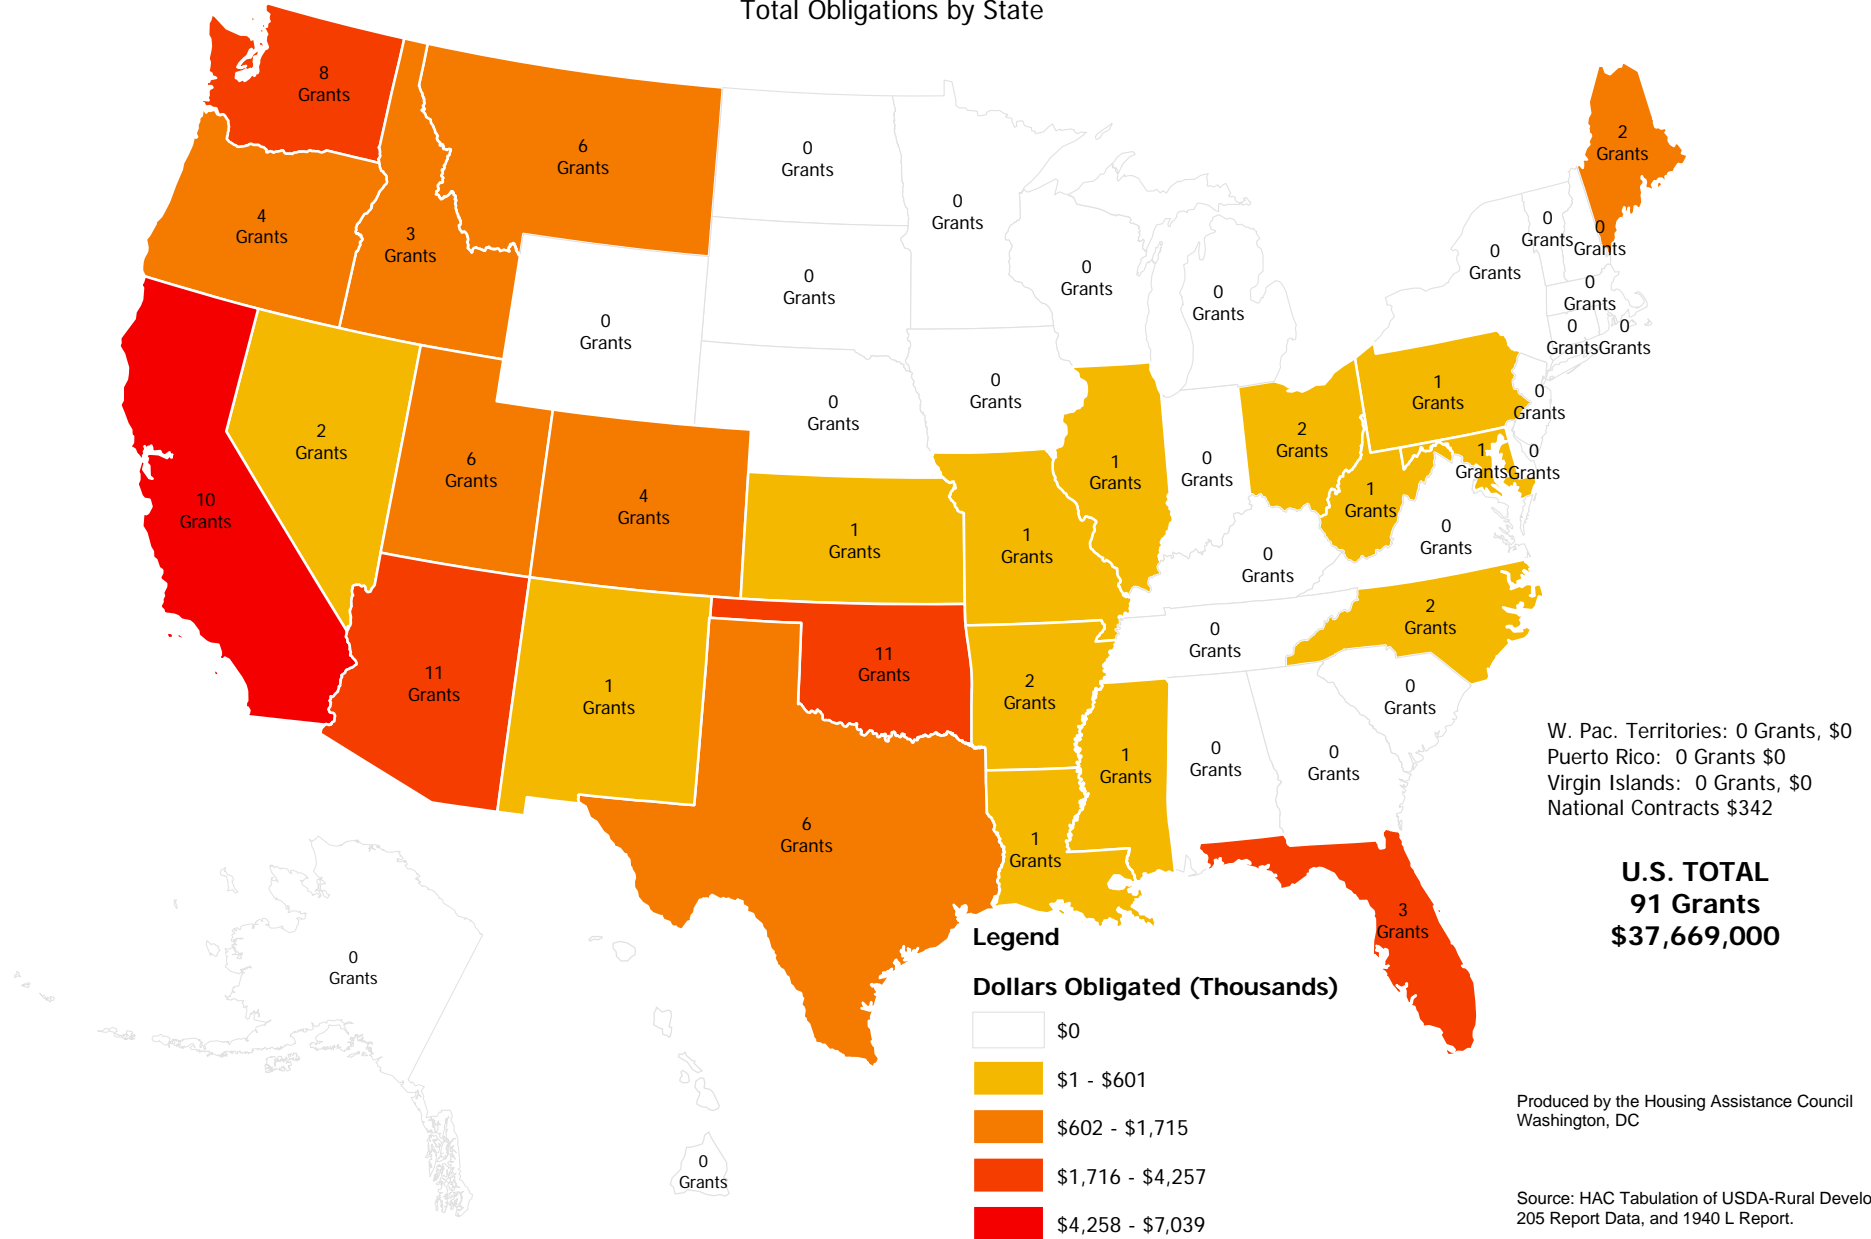 Total Obligations by State
8
Grants
6
Grants
4
Grants
3
Grants
10
Grants
2
Grants
6
Grants
4
Grants
11
Grants
1
Grants
0
Grants
0
Grants
0
Grants
0
Grants
1
Grants
11
Grants
6
Grants
0
Grants
0
Grants
1
Grants
2
Grants
1
Grants
0
Grants
0
Grants
1
Grants
0
Grants
2
Grants
0
Grants
0
Grants
1
Grants
0
Grants
0
Grants
3
Grants
0
Grants
2
Grants
0
Grants
1
Grants
1
Grants
0
Grants
1
Grants
0
Grants
0
Grants
0
Grants
0
Grants
2
Grants
0
Grants
0
Grants
0
Grants
0
Grants
0
Grants
W. Pac. Territories: 0 Grants, $0
Puerto Rico:  0 Grants $0
Virgin Islands:  0 Grants, $0
National Contracts $342
U.S. TOTAL
91 Grants
$37,669,000
Legend
Dollars Obligated (Thousands)
$0
$1 - $601
$602 - $1,715
$1,716 - $4,257
$4,258 - $7,039
Produced by the Housing Assistance Council
Washington, DC
Source: HAC Tabulation of USDA-Rural Develo
205 Report Data, and 1940 L Report.